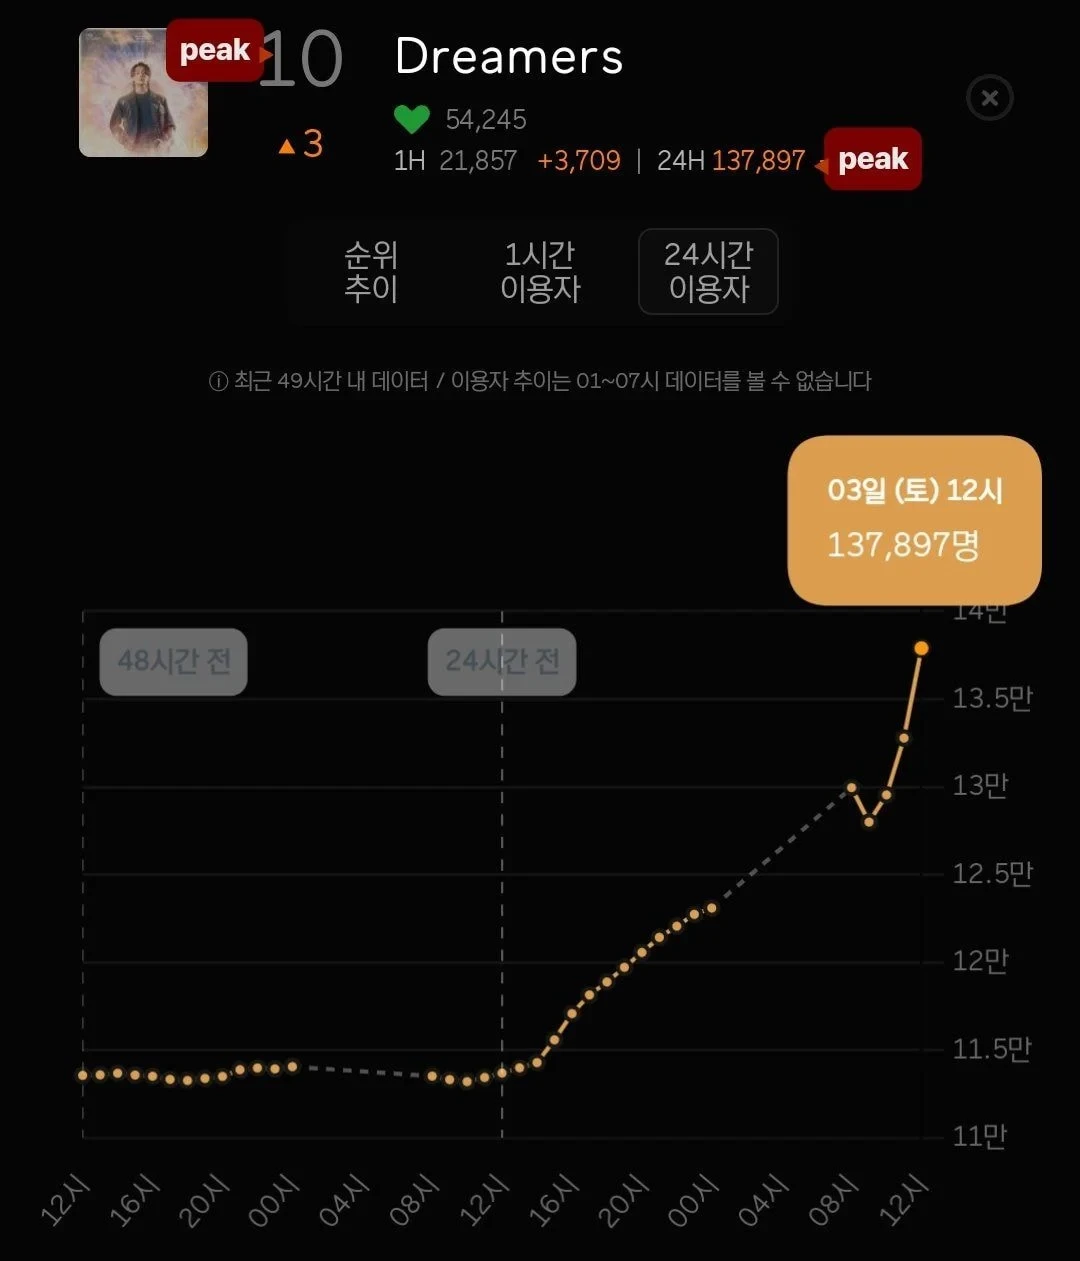 peak
10
▲3
Dreamers
54,245
1H 21,857 +3,709 | 24H 137,897
peak
순위
추이
1시간
이용자
24시간
이용자
ⓘ 최근 49시간 내 데이터 / 이용자 추이는 01~07시 데이터를 볼 수 없습니다
03일 (토) 12시
137,897명
48시간 전
24시간 전
14만
13.5만
13만
12.5만
12만
11.5만
11만
12시
16시
20시
00시
04시
08시
12시
16시
20시
00시
04시
08시
12시